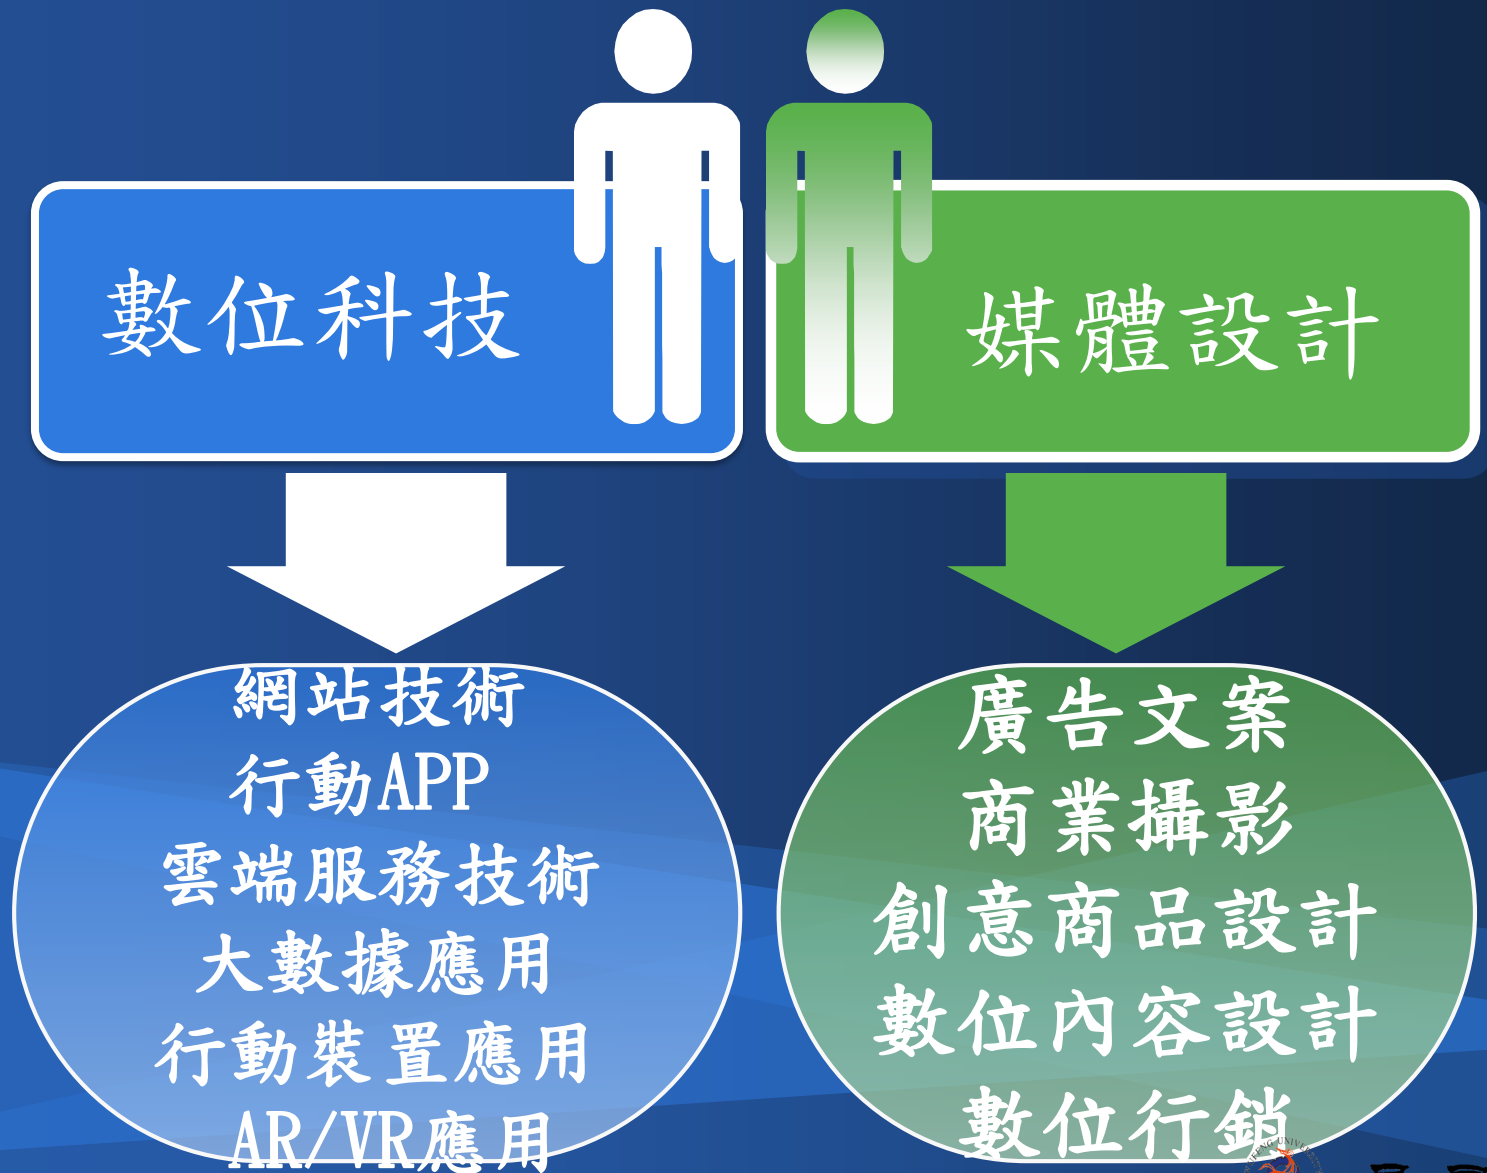 數位科技
媒體設計
網站技術
行動APP
雲端服務技術
大數據應用
行動裝置應用
AR/VR應用
廣告文案
商業攝影
創意商品設計
數位內容設計
數位行銷